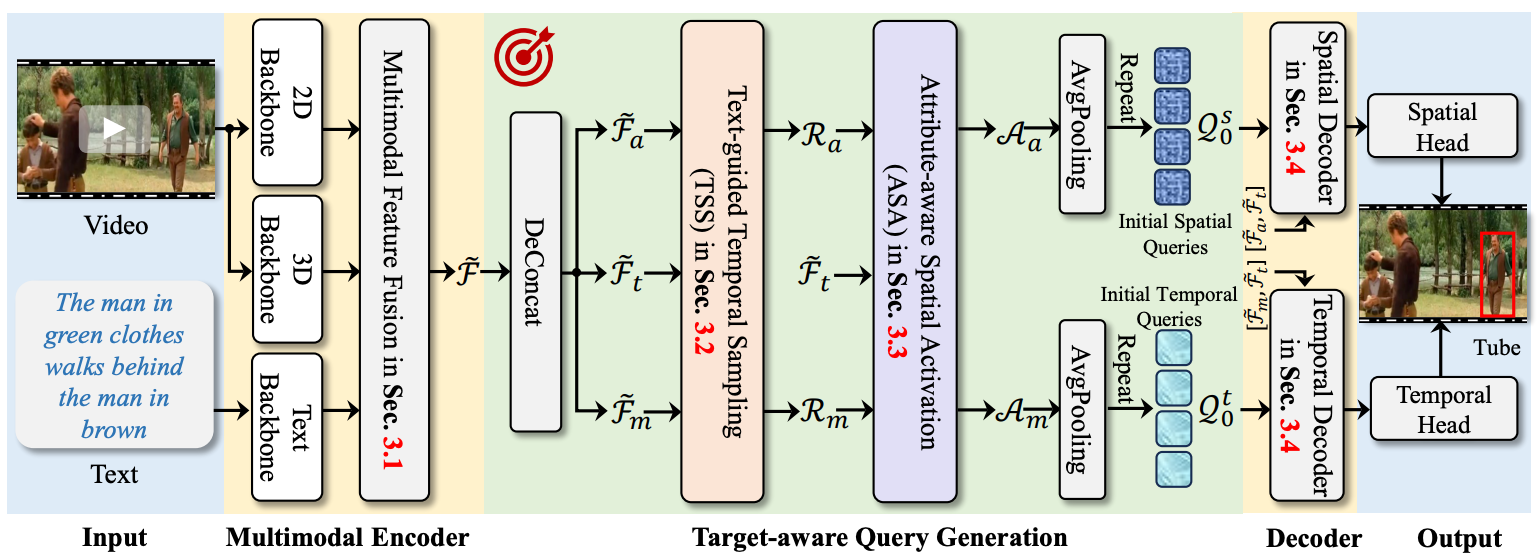 Video
The man in
green clothes
walks behind
the man in
brown
Text
Input
2D
Backbone
3D
Backbone
Text
Backbone
Multimodal Feature Fusion in Sec. 3.1
Multimodal Encoder
F̃
DeConcat
F̃a
F̃t
F̃m
Text-guided Temporal Sampling
(TSS) in Sec. 3.2
Ra
F̃t
Rm
Attribute-aware Spatial Activation
(ASA) in Sec. 3.3
Aa
Am
AvgPooling
Repeat
Q0s
Initial Spatial
Queries
Initial Temporal
Queries
AvgPooling
Repeat
Q0t
Target-aware Query Generation
Spatial Decoder
in Sec. 3.4
[F̃a, F̃t]
[F̃m, F̃t]
Temporal Decoder
in Sec. 3.4
Decoder
Spatial
Head
Tube
Temporal
Head
Output